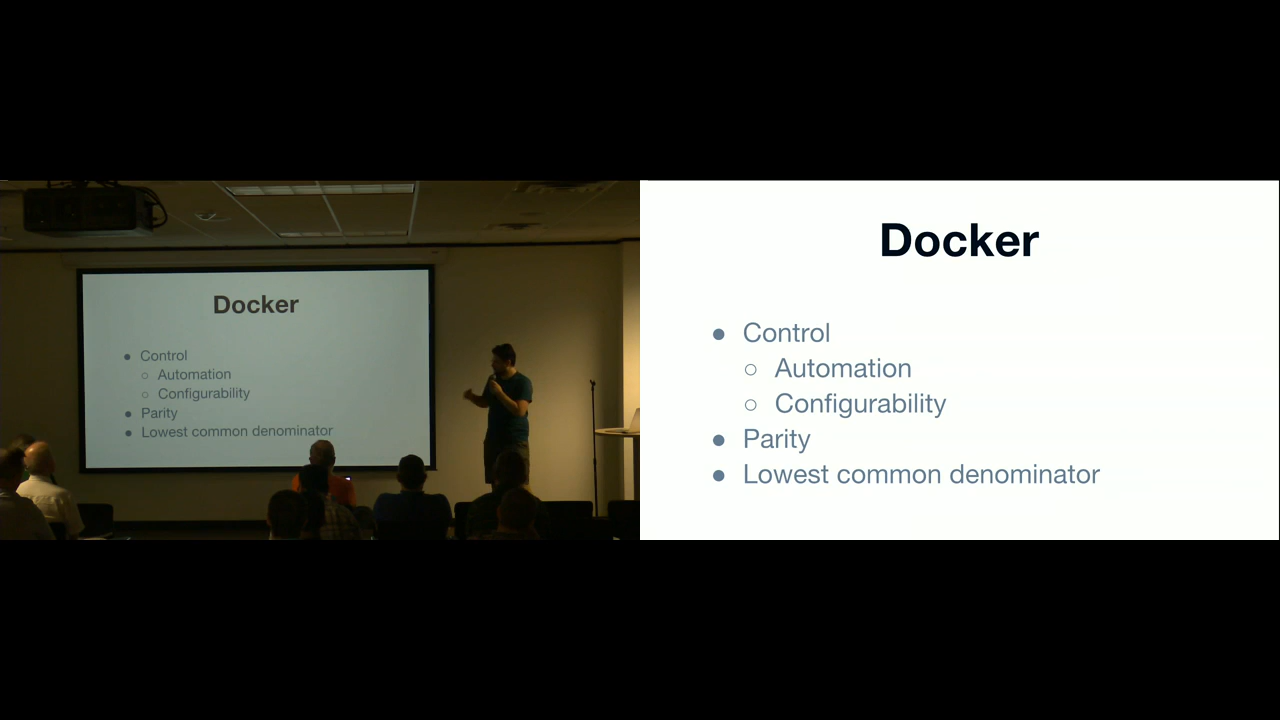 Docker
● Control
○ Automation
○ Configurability
● Parity
● Lowest common denominator
Docker
● Control
○ Automation
○ Configurability
● Parity
● Lowest common denominator